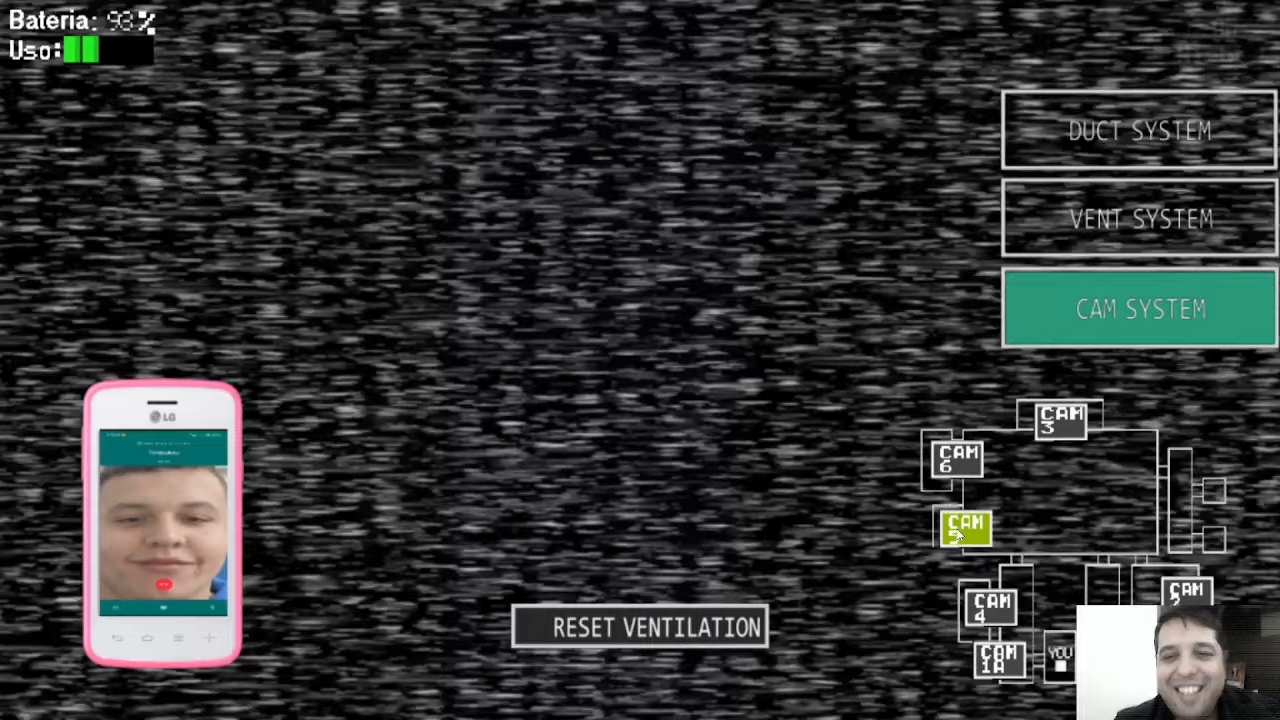 Bateria: 93%
Uso:
DUCT SYSTEM
VENT SYSTEM
CAM SYSTEM
LG
CAM
3
CAM
6
CAM
5
CAM
4
CAM
2
CAM
1A
YOU
RESET VENTILATION